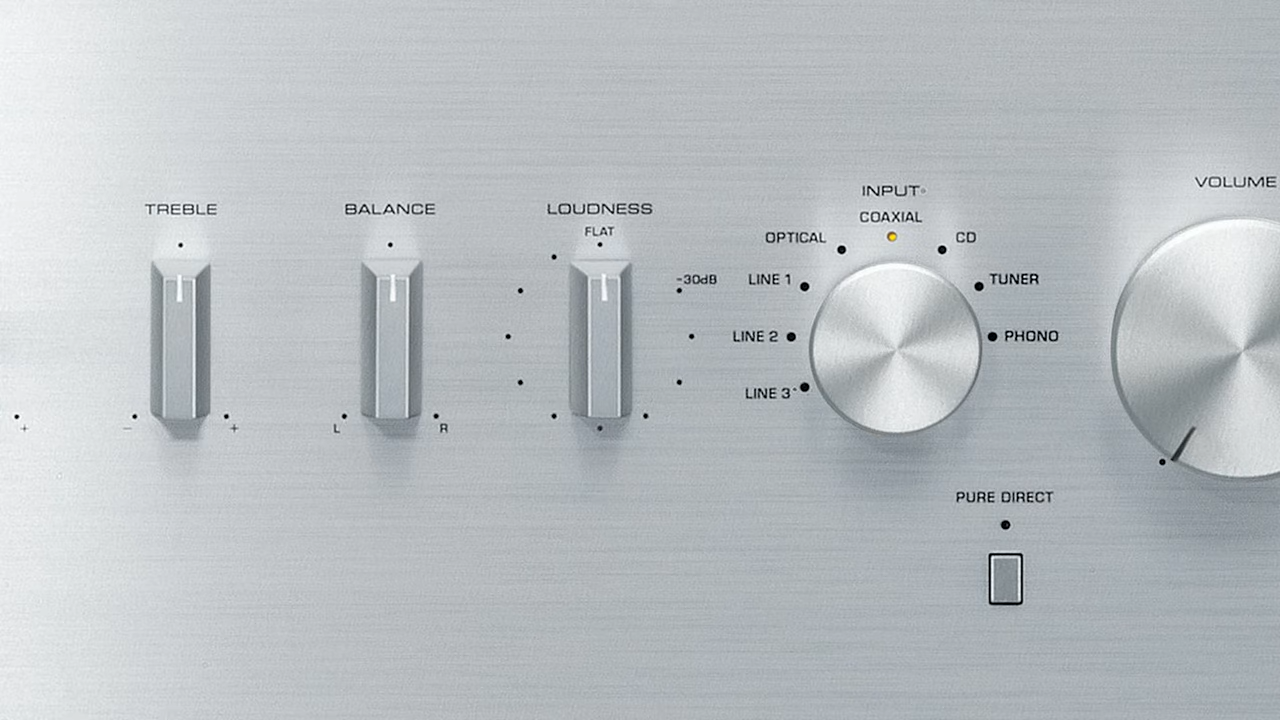 TREBLE
- +
BALANCE
L R
LOUDNESS
FLAT
-30dB
INPUT
COAXIAL
OPTICAL
CD
LINE 1
TUNER
LINE 2
PHONO
LINE 3
VOLUME
PURE DIRECT
+